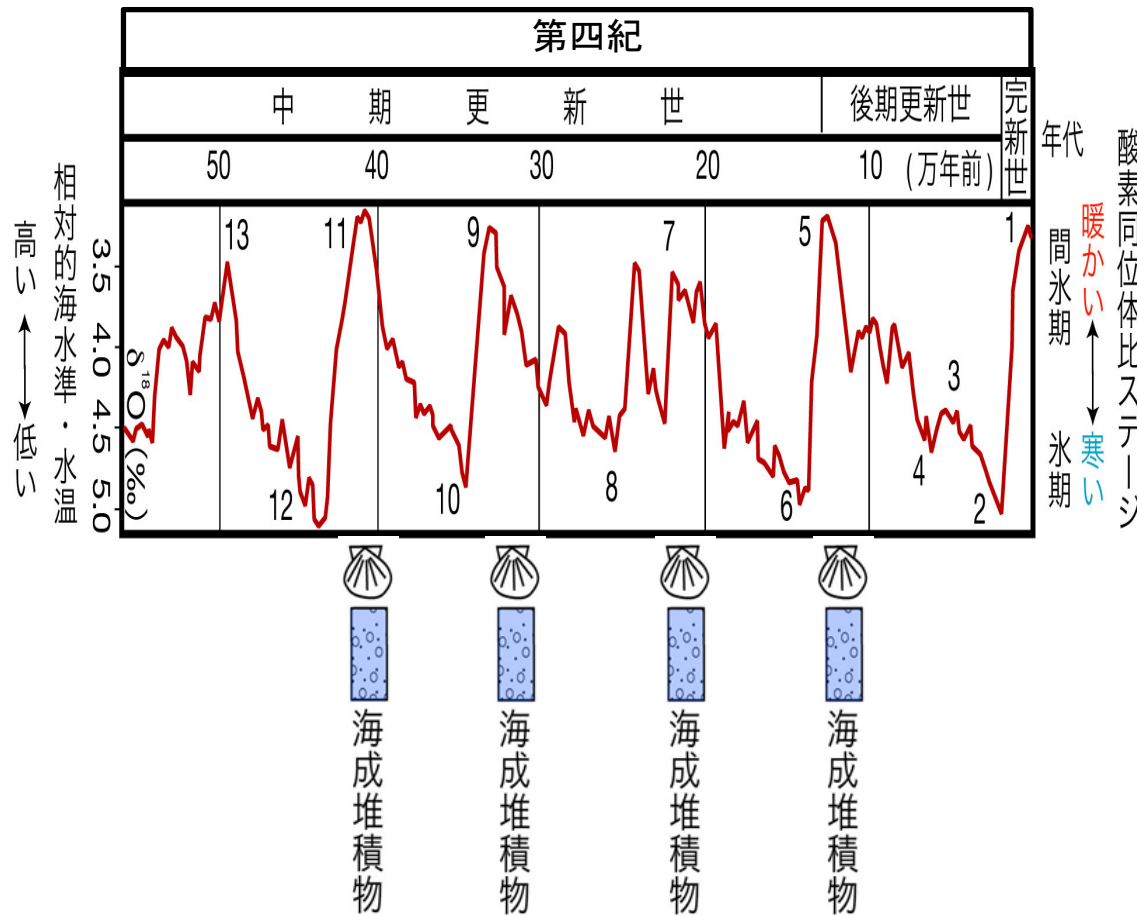 第四紀
中期更新世
後期更新世
完新世
年代
50
40
30
20
10
(万年前)
相対的海水準・水温
高い
低い
3.5
4.0
4.5
5.0
δ¹⁸O(‰)
13
12
11
10
9
8
7
6
5
4
3
2
1
間氷期
氷期
暖かい
寒い
酸素同位体比ステージ
海成堆積物
海成堆積物
海成堆積物
海成堆積物